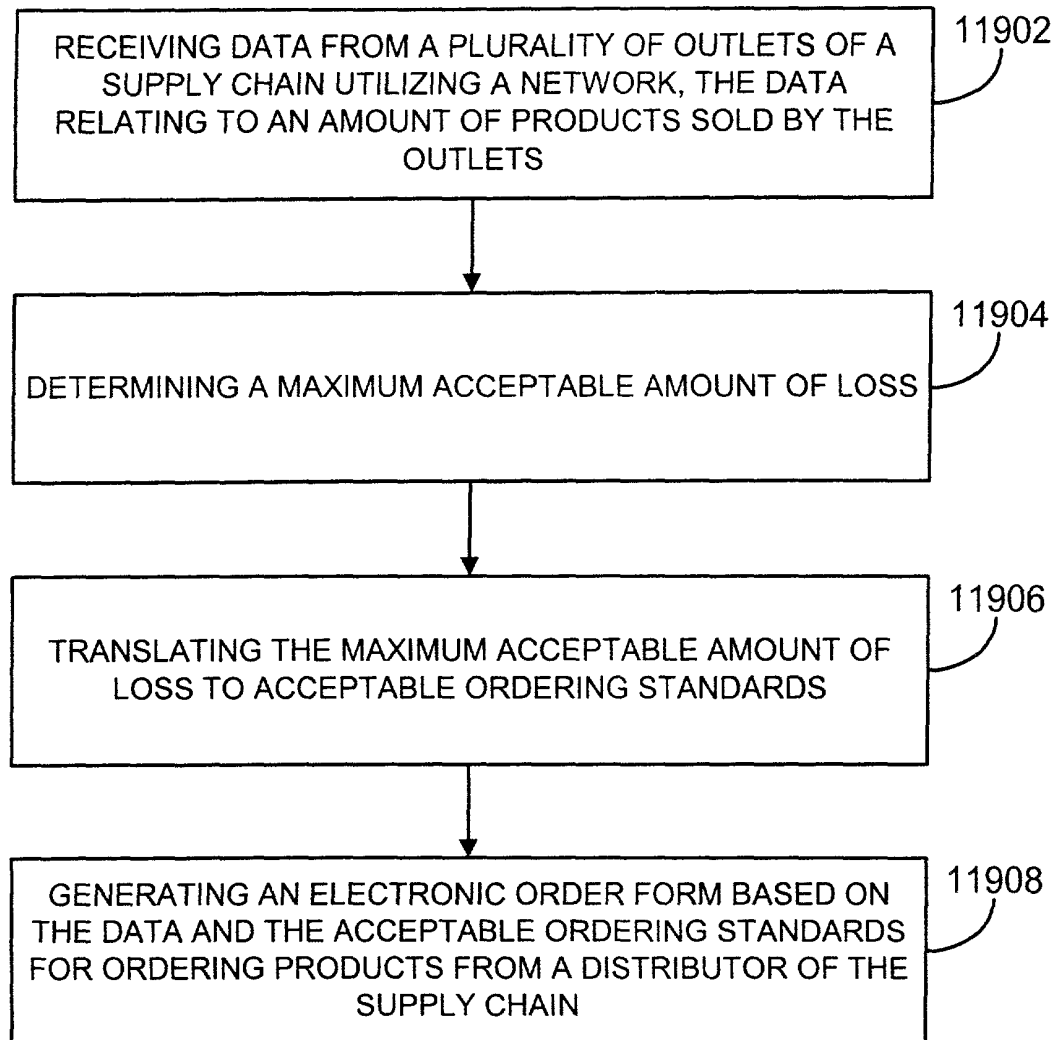 RECEIVING DATA FROM A PLURALITY OF OUTLETS OF A
SUPPLY CHAIN UTILIZING A NETWORK, THE DATA
RELATING TO AN AMOUNT OF PRODUCTS SOLD BY THE
OUTLETS
11902
DETERMINING A MAXIMUM ACCEPTABLE AMOUNT OF LOSS
11904
TRANSLATING THE MAXIMUM ACCEPTABLE AMOUNT OF
LOSS TO ACCEPTABLE ORDERING STANDARDS
11906
GENERATING AN ELECTRONIC ORDER FORM BASED ON
THE DATA AND THE ACCEPTABLE ORDERING STANDARDS
FOR ORDERING PRODUCTS FROM A DISTRIBUTOR OF THE
SUPPLY CHAIN
11908